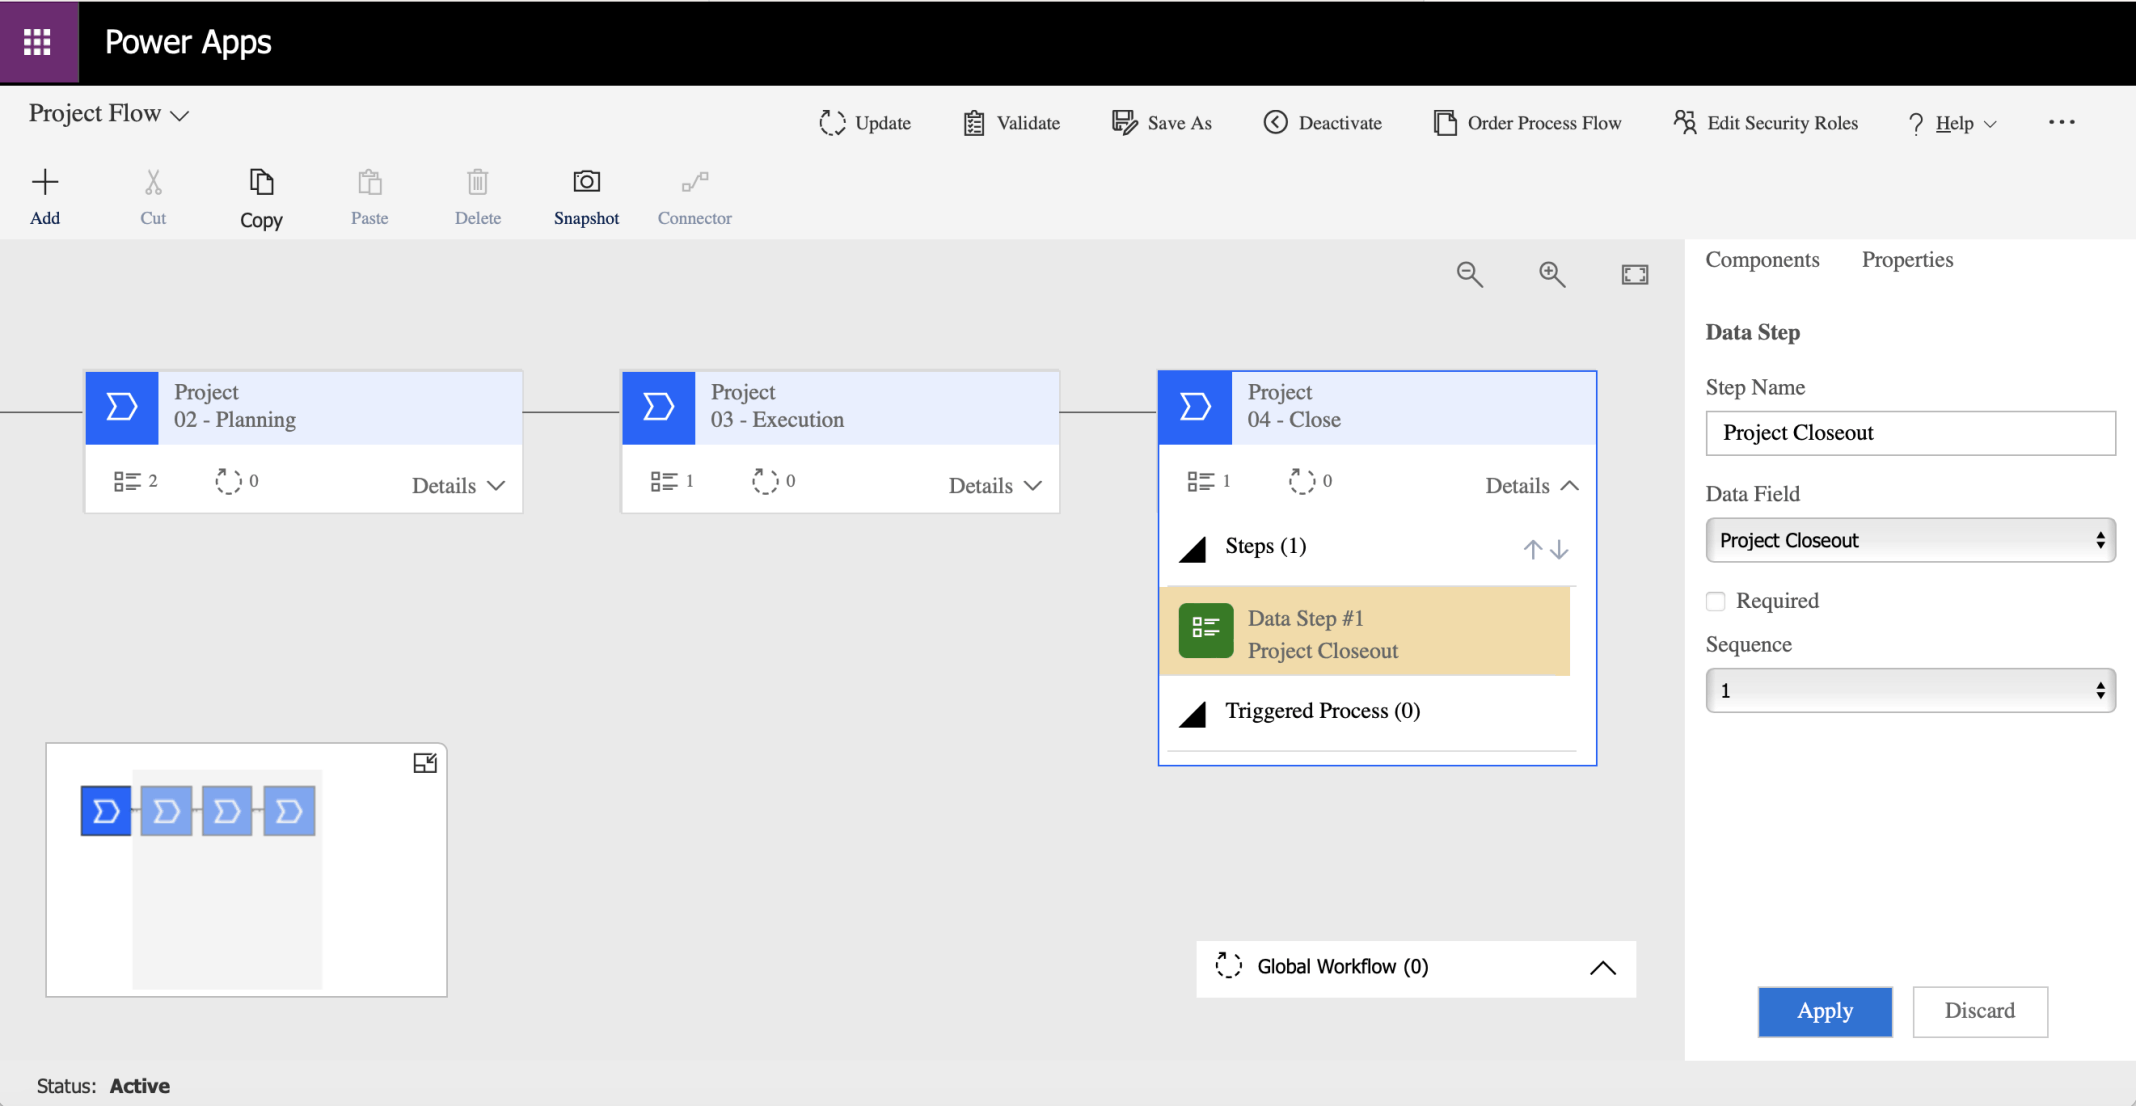 Power Apps
Project Flow
Update Validate Save As Deactivate Order Process Flow Edit Security Roles ? Help ...
Add Cut Copy Paste Delete Snapshot Connector
Components Properties
Data Step
Step Name
Project Closeout
Data Field
Project Closeout
Required
Sequence
1
Apply Discard
Project
02 - Planning
2 0 Details
Project
03 - Execution
1 0 Details
Project
04 - Close
1 0 Details
Steps (1)
Data Step #1
Project Closeout
Triggered Process (0)
Global Workflow (0)
Status: Active